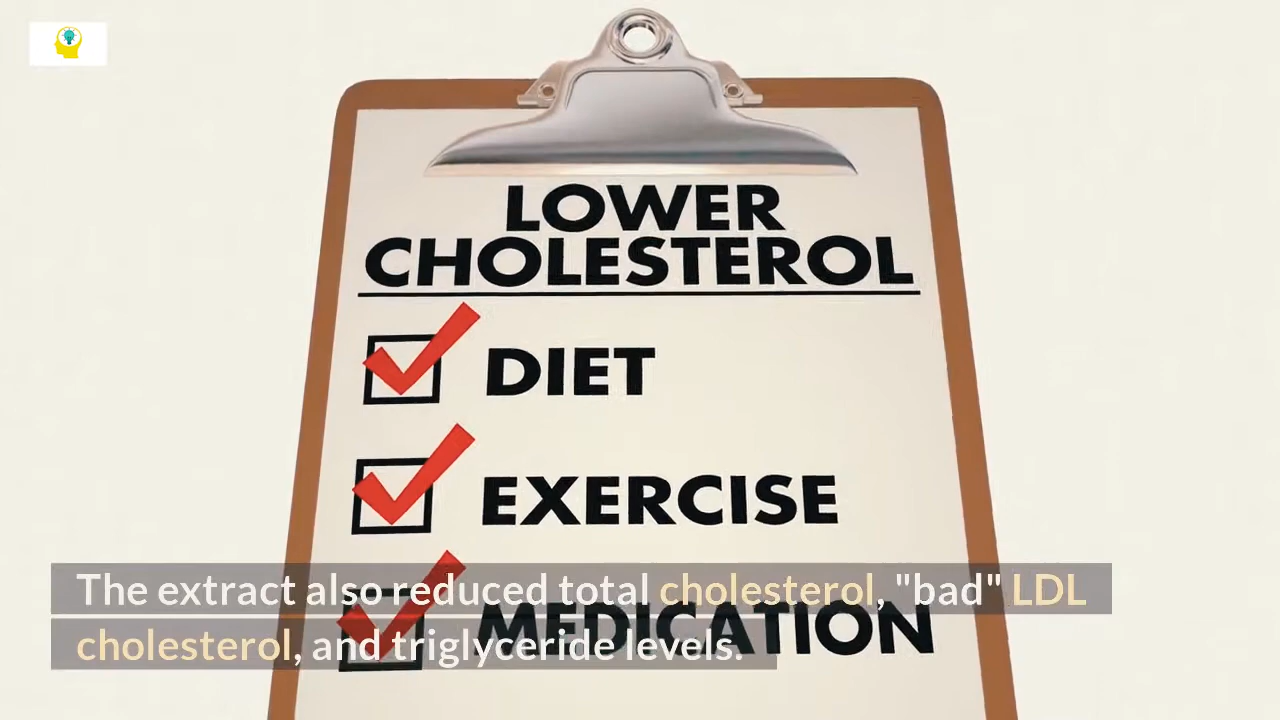 LOWER
CHOLESTEROL
DIET
EXERCISE
MEDICATION
The extract also reduced total cholesterol, "bad" LDL
cholesterol, and triglyceride levels.